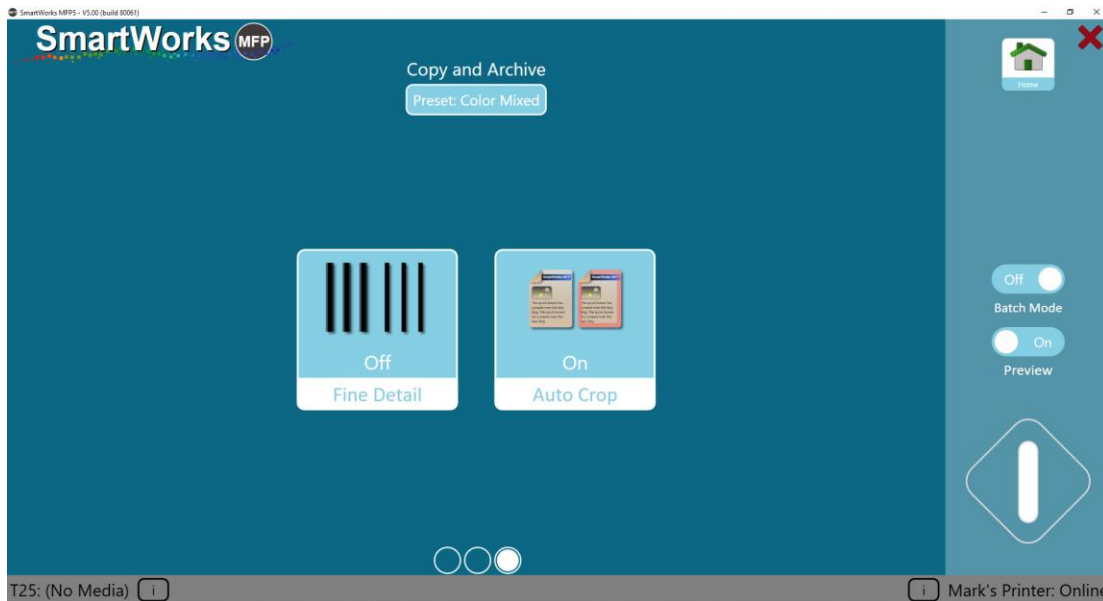 SmartWorks MFP5 - V5.00 (build 80061)
SmartWorks MFP
Copy and Archive
Preset: Color Mixed
Home
Off
Fine Detail
On
Auto Crop
Off
Batch Mode
On
Preview
T25: (No Media) i
i Mark's Printer: Online